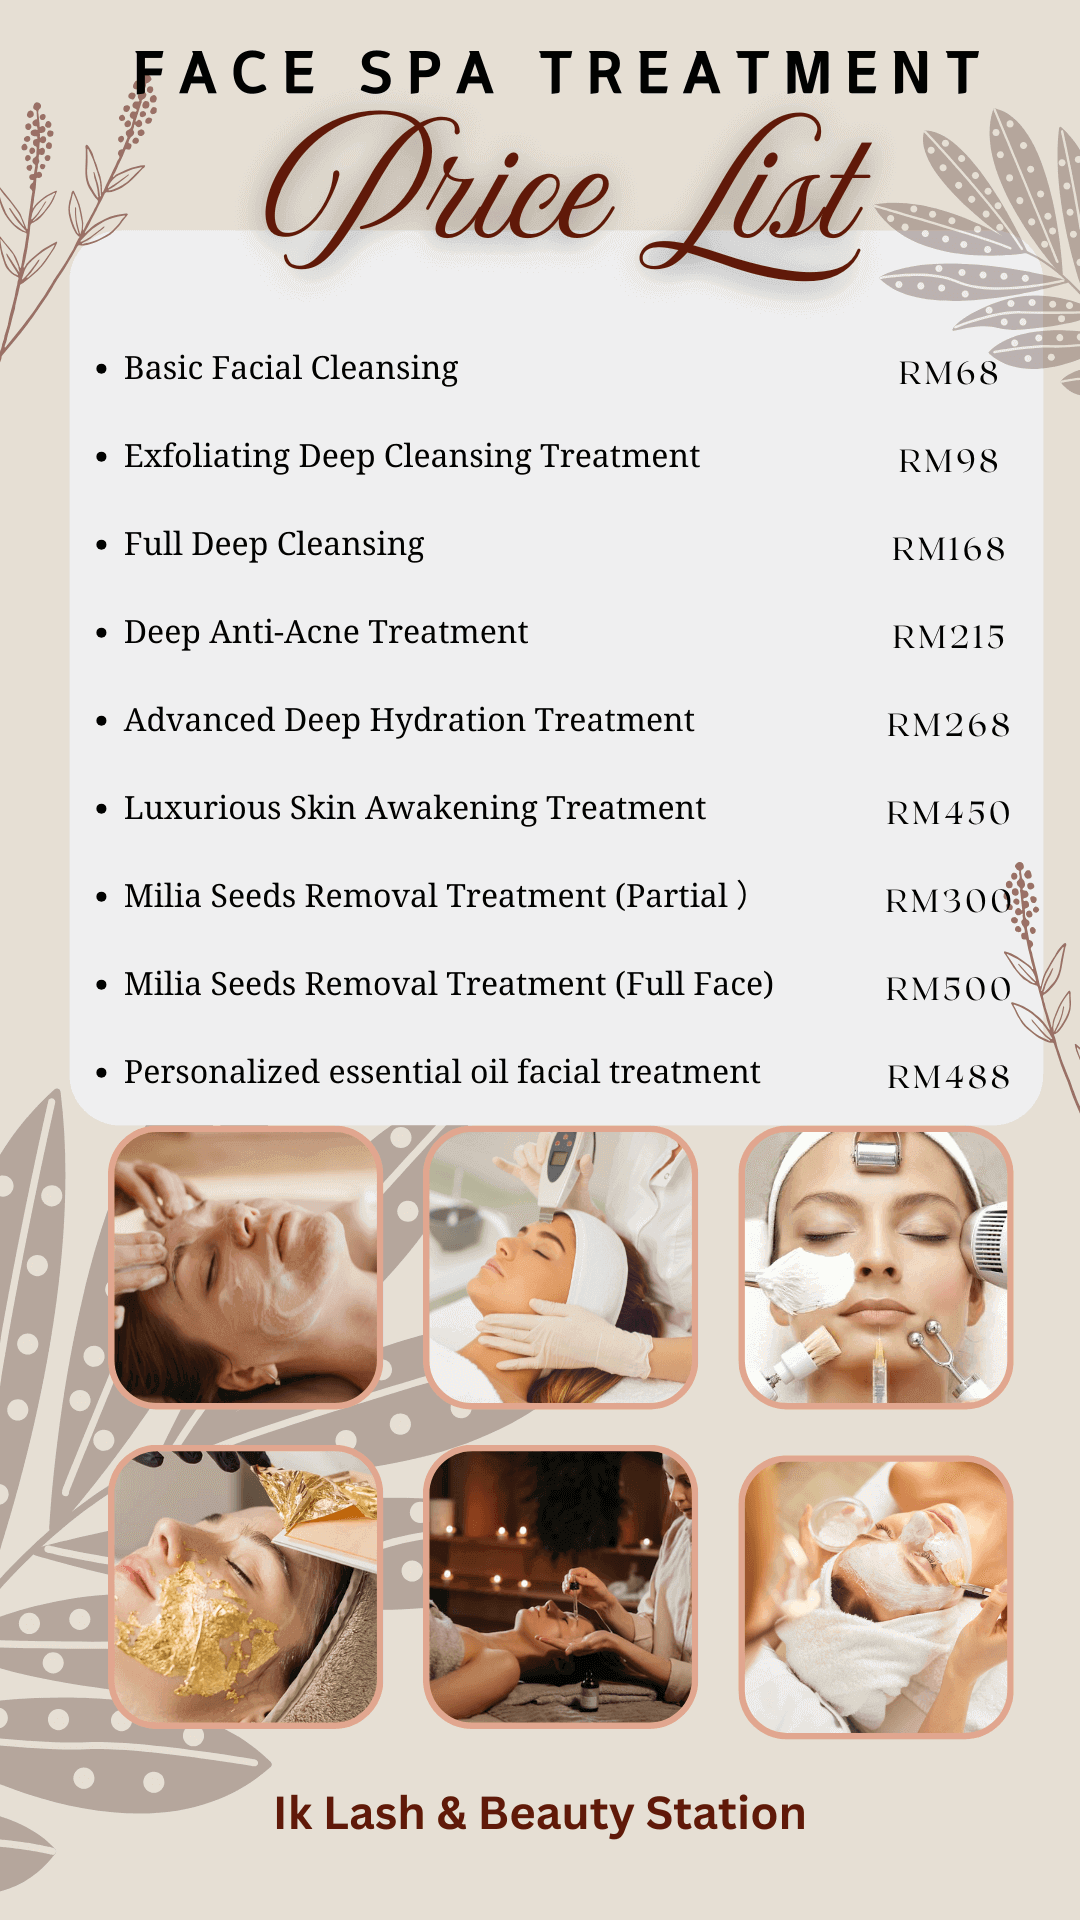 FACE SPA TREATMENT
Price List
• Basic Facial Cleansing RM68
• Exfoliating Deep Cleansing Treatment RM98
• Full Deep Cleansing RM168
• Deep Anti-Acne Treatment RM215
• Advanced Deep Hydration Treatment RM268
• Luxurious Skin Awakening Treatment RM450
• Milia Seeds Removal Treatment (Partial ） RM300
• Milia Seeds Removal Treatment (Full Face) RM500
• Personalized essential oil facial treatment RM488
Ik Lash & Beauty Station